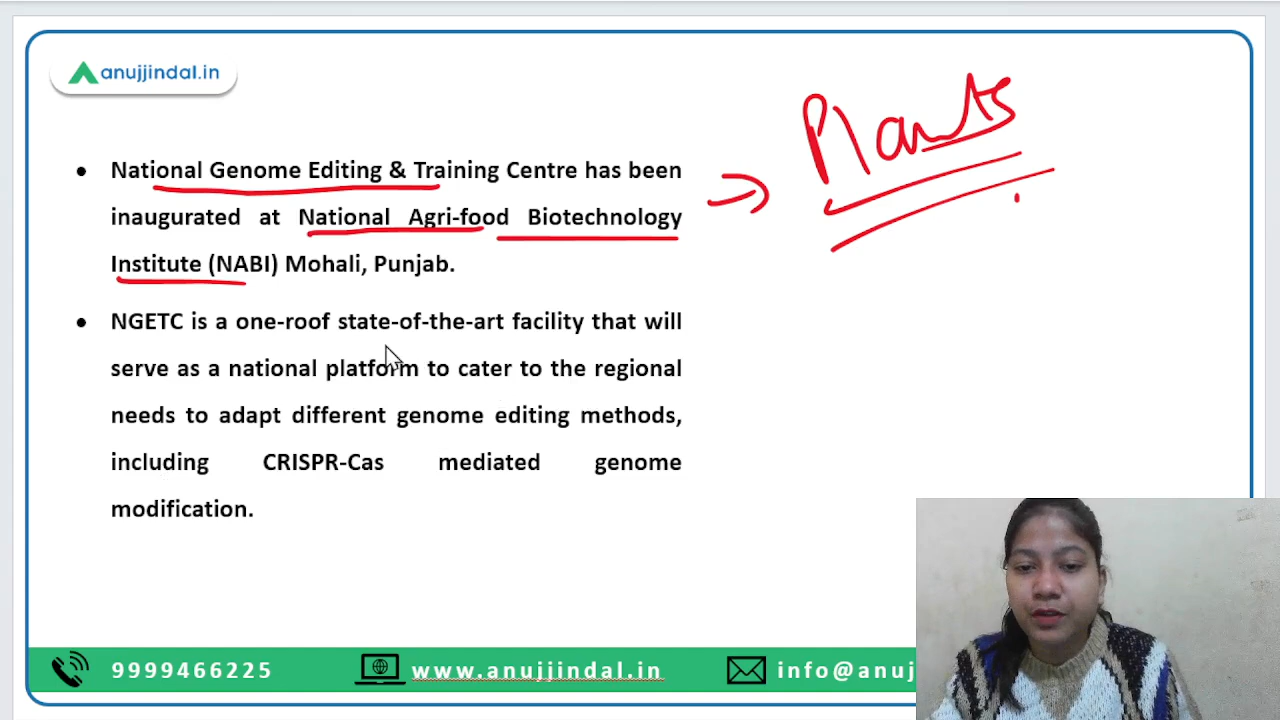 anujjindal.in
Plants
• National Genome Editing & Training Centre has been
inaugurated at National Agri-food Biotechnology
Institute (NABI) Mohali, Punjab.
• NGETC is a one-roof state-of-the-art facility that will
serve as a national platform to cater to the regional
needs to adapt different genome editing methods,
including CRISPR-Cas mediated genome
modification.
9999466225
www.anujjindal.in
info@anuj